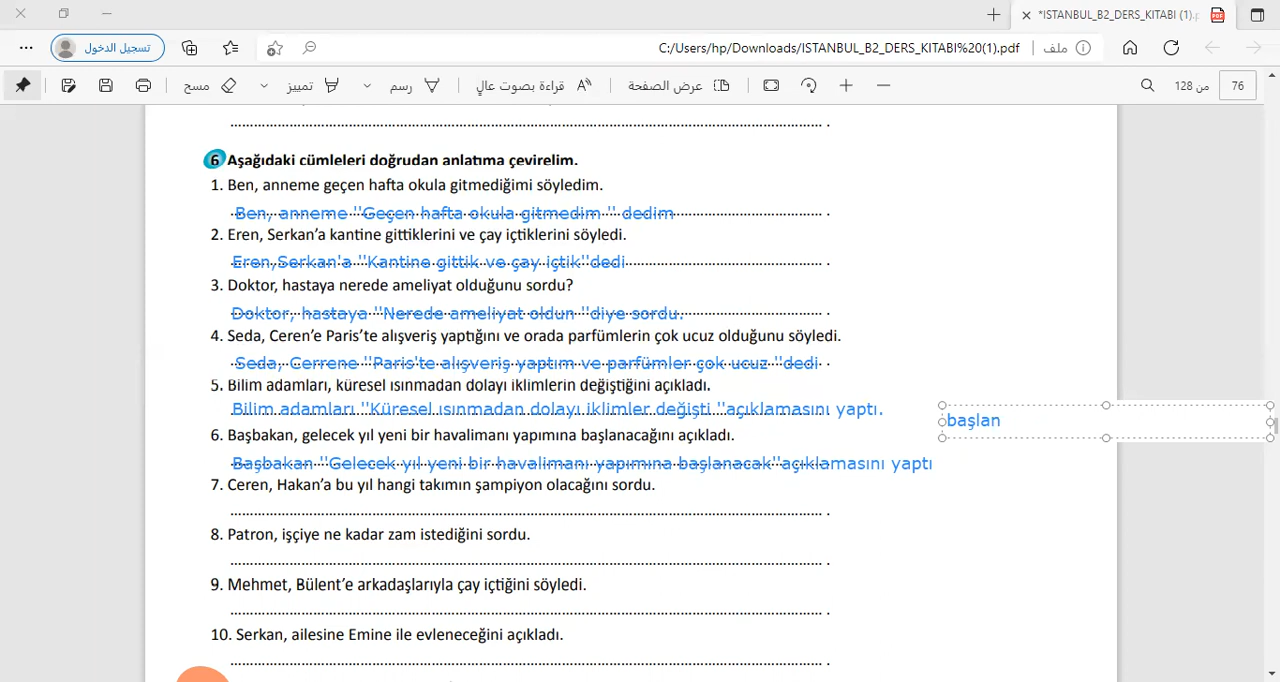 *ISTANBUL_B2_DERS_KITABI (1).p
تسجيل الدخول
C:/Users/hp/Downloads/ISTANBUL_B2_DERS_KITABI%20(1).pdf
ملف
مسح
تمييز
رسم
قراءة بصوت عالٍ
عرض الصفحة
من 128
76
6 Aşağıdaki cümleleri doğrudan anlatıma çevirelim.
1. Ben, anneme geçen hafta okula gitmediğimi söyledim.
Ben, anneme ''Geçen hafta okula gitmedim '' dedim
2. Eren, Serkan’a kantine gittiklerini ve çay içtiklerini söyledi.
Eren,Serkan'a ''Kantine gittik ve çay içtik''dedi
3. Doktor, hastaya nerede ameliyat olduğunu sordu?
Doktor, hastaya ''Nerede ameliyat oldun ''diye sordu.
4. Seda, Ceren’e Paris’te alışveriş yaptığını ve orada parfümlerin çok ucuz olduğunu söyledi.
Seda, Cerrene ''Paris'te alışveriş yaptım ve parfümler çok ucuz ''dedi
5. Bilim adamları, küresel ısınmadan dolayı iklimlerin değiştiğini açıkladı.
Bilim adamları ''Küresel ısınmadan dolayı iklimler değişti ''açıklamasını yaptı.
başlan
6. Başbakan, gelecek yıl yeni bir havalimanı yapımına başlanacağını açıkladı.
Başbakan ''Gelecek yıl yeni bir havalimanı yapımına başlanacak''açıklamasını yaptı
7. Ceren, Hakan’a bu yıl hangi takımın şampiyon olacağını sordu.
8. Patron, işçiye ne kadar zam istediğini sordu.
9. Mehmet, Bülent’e arkadaşlarıyla çay içtiğini söyledi.
10. Serkan, ailesine Emine ile evleneceğini açıkladı.